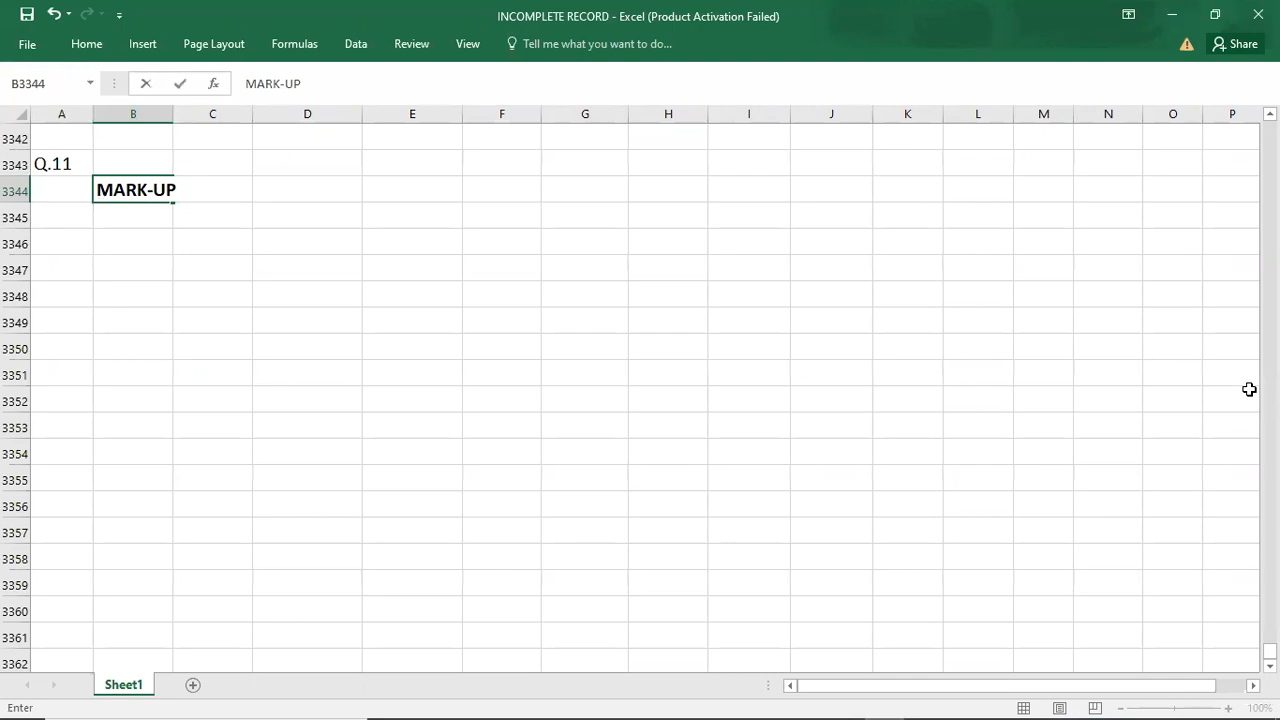 INCOMPLETE RECORD - Excel (Product Activation Failed)
File Home Insert Page Layout Formulas Data Review View Tell me what you want to do... Share
B3344 fx MARK-UP
A B C D E F G H I J K L M N O P
3342
3343 Q.11
3344 MARK-UP
3345
3346
3347
3348
3349
3350
3351
3352
3353
3354
3355
3356
3357
3358
3359
3360
3361
3362
Sheet1
Enter 100%